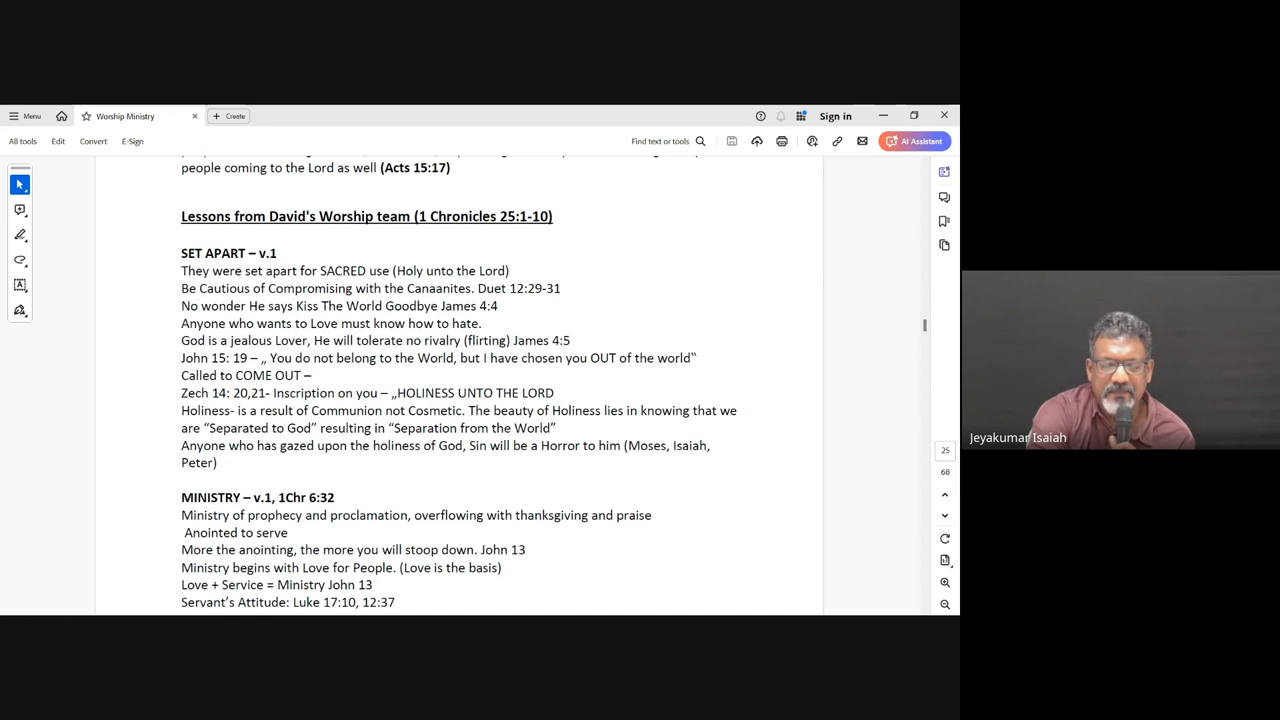 Menu
Worship Ministry
Create
Sign in
All tools
Edit
Convert
E-Sign
Find text or tools
AI Assistant
people coming to the Lord as well (Acts 15:17)
Lessons from David's Worship team (1 Chronicles 25:1-10)
SET APART – v.1
They were set apart for SACRED use (Holy unto the Lord)
Be Cautious of Compromising with the Canaanites. Duet 12:29-31
No wonder He says Kiss The World Goodbye James 4:4
Anyone who wants to Love must know how to hate.
God is a jealous Lover, He will tolerate no rivalry (flirting) James 4:5
John 15: 19 – „ You do not belong to the World, but I have chosen you OUT of the world‟
Called to COME OUT –
Zech 14: 20,21- Inscription on you – „HOLINESS UNTO THE LORD
Holiness- is a result of Communion not Cosmetic. The beauty of Holiness lies in knowing that we
are “Separated to God” resulting in “Separation from the World”
Anyone who has gazed upon the holiness of God, Sin will be a Horror to him (Moses, Isaiah,
Peter)
MINISTRY – v.1, 1Chr 6:32
Ministry of prophecy and proclamation, overflowing with thanksgiving and praise
Anointed to serve
More the anointing, the more you will stoop down. John 13
Ministry begins with Love for People. (Love is the basis)
Love + Service = Ministry John 13
Servant’s Attitude: Luke 17:10, 12:37
25
68
Jeyakumar Isaiah